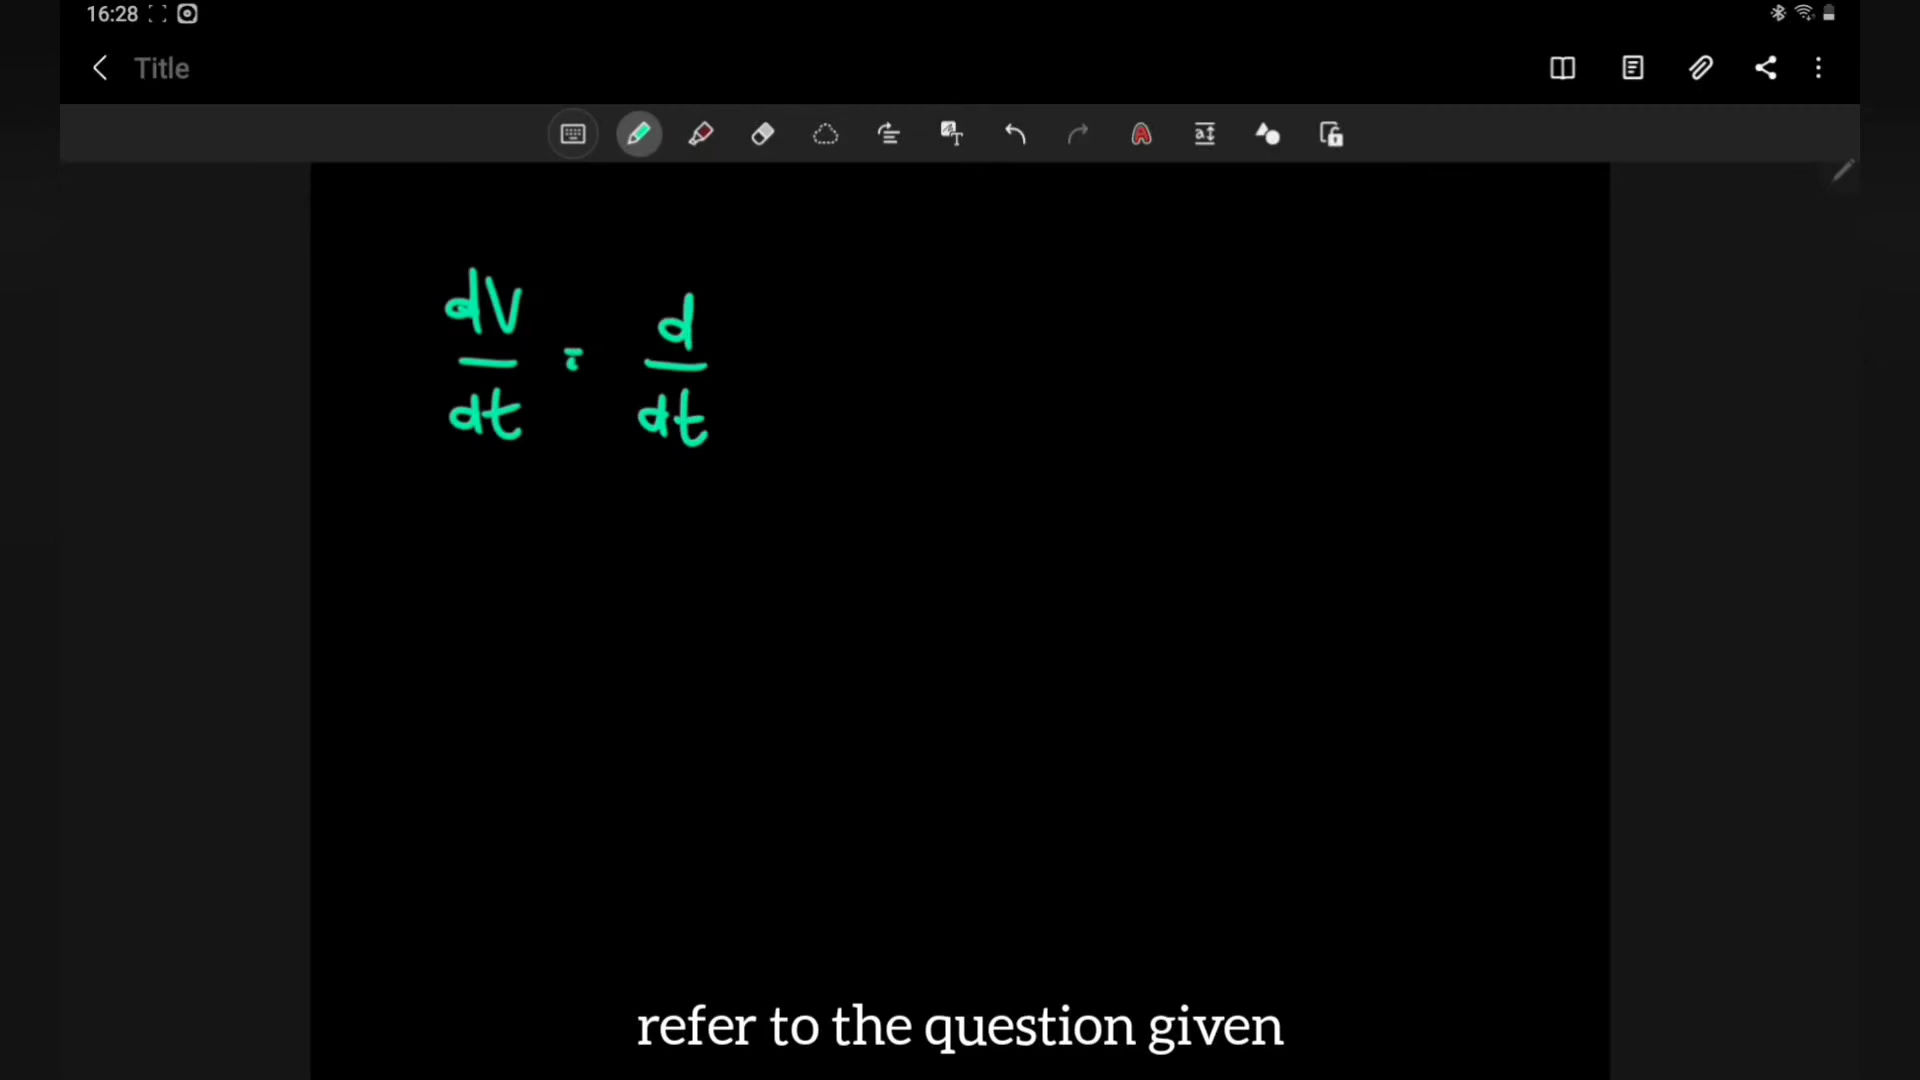 16:28
Title
dV/dt = d/dt
refer to the question given